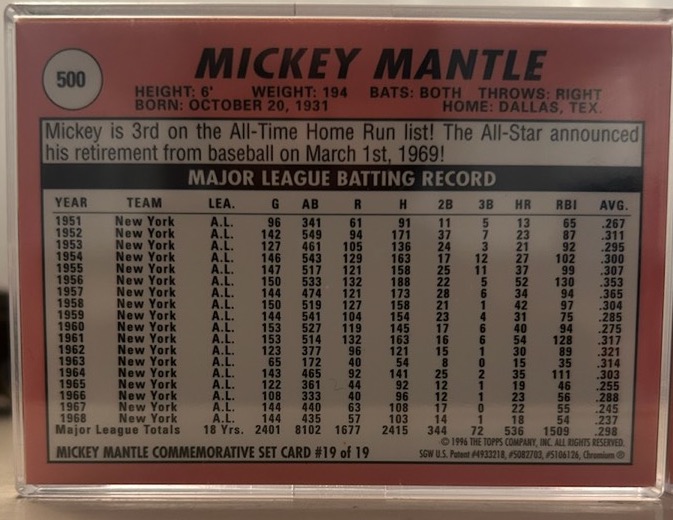 500
MICKEY MANTLE
HEIGHT: 6' WEIGHT: 194 BATS: BOTH THROWS: RIGHT
BORN: OCTOBER 20, 1931 HOME: DALLAS, TEX.
Mickey is 3rd on the All-Time Home Run list! The All-Star announced
his retirement from baseball on March 1st, 1969!
MAJOR LEAGUE BATTING RECORD
YEAR TEAM LEA. G AB R H 2B 3B HR RBI AVG.
1951 New York A.L. 96 341 61 91 11 5 13 65 .267
1952 New York A.L. 142 549 94 171 37 7 23 87 .311
1953 New York A.L. 127 461 105 136 24 3 21 92 .295
1954 New York A.L. 146 543 129 163 17 12 27 102 .300
1955 New York A.L. 147 517 121 158 25 11 37 99 .307
1956 New York A.L. 150 533 132 188 22 5 52 130 .353
1957 New York A.L. 144 474 121 173 28 6 34 94 .365
1958 New York A.L. 150 519 127 158 21 1 42 97 .304
1959 New York A.L. 144 541 104 154 23 4 31 75 .285
1960 New York A.L. 153 527 119 145 17 6 40 94 .275
1961 New York A.L. 153 514 132 163 16 6 54 128 .317
1962 New York A.L. 123 377 96 121 15 1 30 89 .321
1963 New York A.L. 65 172 40 54 8 0 15 35 .314
1964 New York A.L. 143 465 92 141 25 2 35 111 .303
1965 New York A.L. 122 361 44 92 12 1 19 46 .255
1966 New York A.L. 108 333 40 96 12 1 23 56 .288
1967 New York A.L. 144 440 63 108 17 0 22 55 .245
1968 New York A.L. 144 435 57 103 14 1 18 54 .237
Major League Totals 18 Yrs. 2401 8102 1677 2415 344 72 536 1509 .298
© 1996 THE TOPPS COMPANY, INC. ALL RIGHTS RESERVED.
MICKEY MANTLE COMMEMORATIVE SET CARD #19 of 19 SGW U.S. Patent #4933218, #5082703, #5106126, Chromium ®